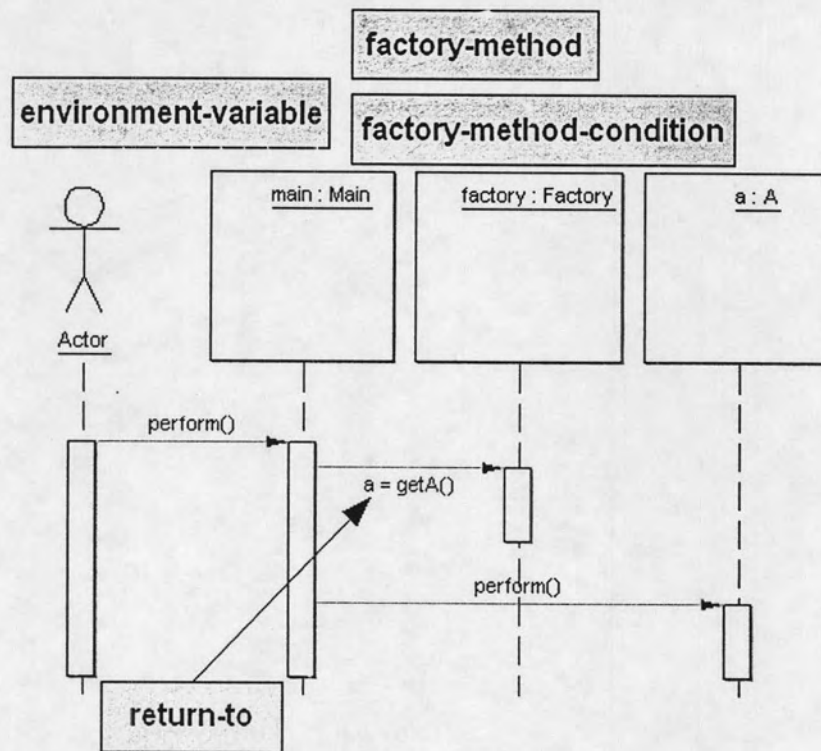 factory-method
environment-variable
factory-method-condition
main : Main
factory : Factory
a : A
Actor
perform()
a = getA()
perform()
return-to